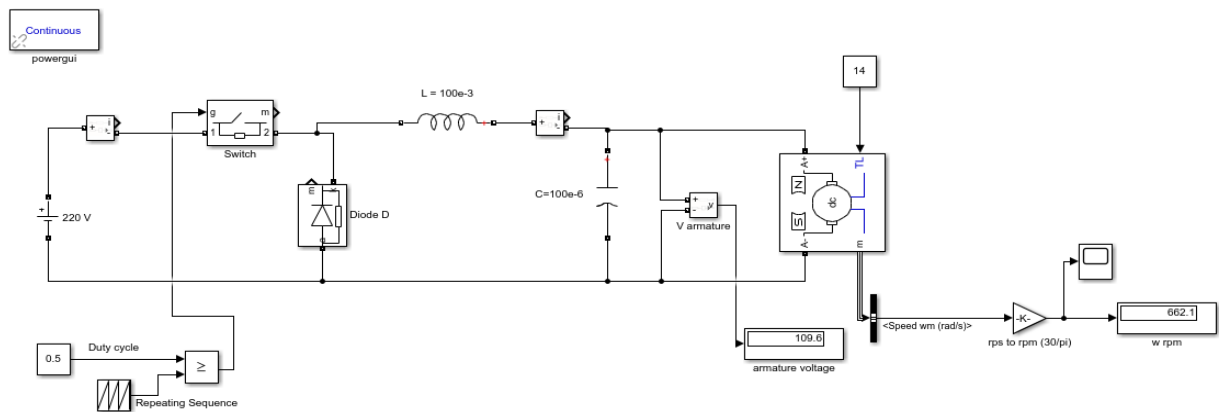 Continuous
powergui
14
L = 100e-3
i
+
-
g
m
1
2
Switch
i
+
-
+
220 V
m
k
a
Diode D
C=100e-6
+
-
v
V armature
A+
TL
N
dc
S
A-
m
<Speed wm (rad/s)>
-K-
rps to rpm (30/pi)
662.1
w rpm
109.6
armature voltage
Duty cycle
0.5
≥
Repeating Sequence